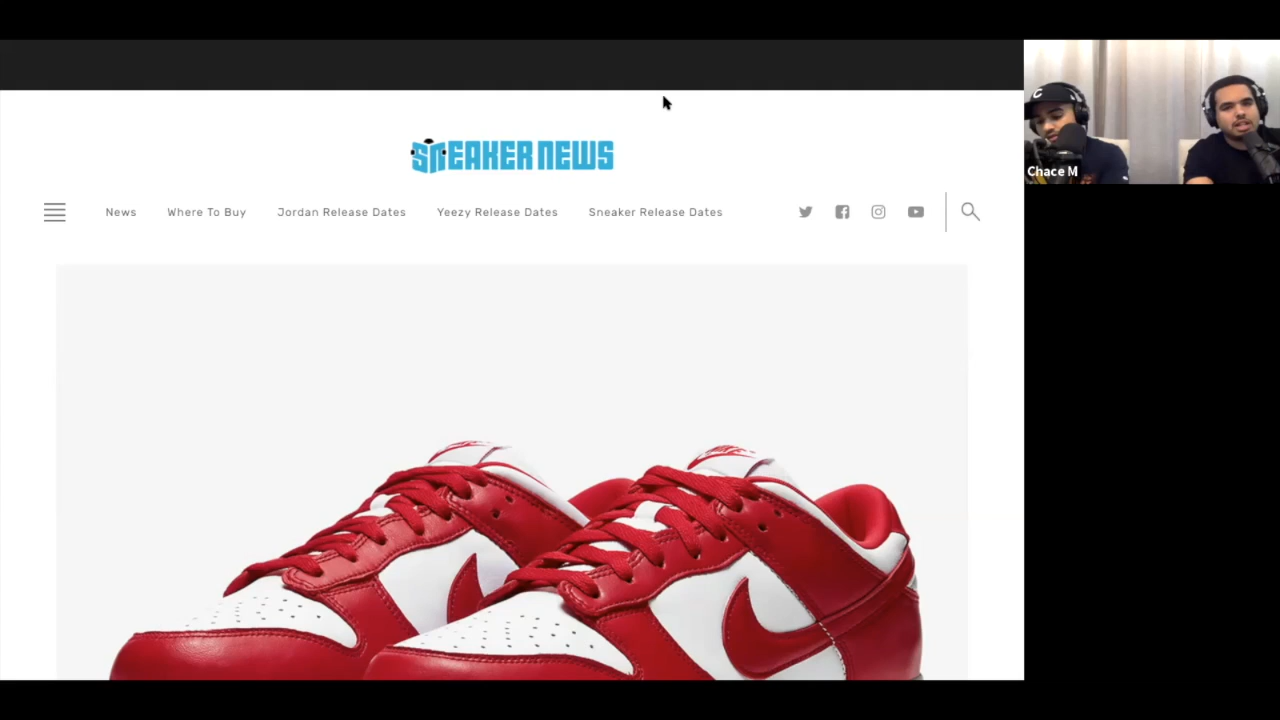 SNEAKER NEWS
News Where To Buy Jordan Release Dates Yeezy Release Dates Sneaker Release Dates
Chace M